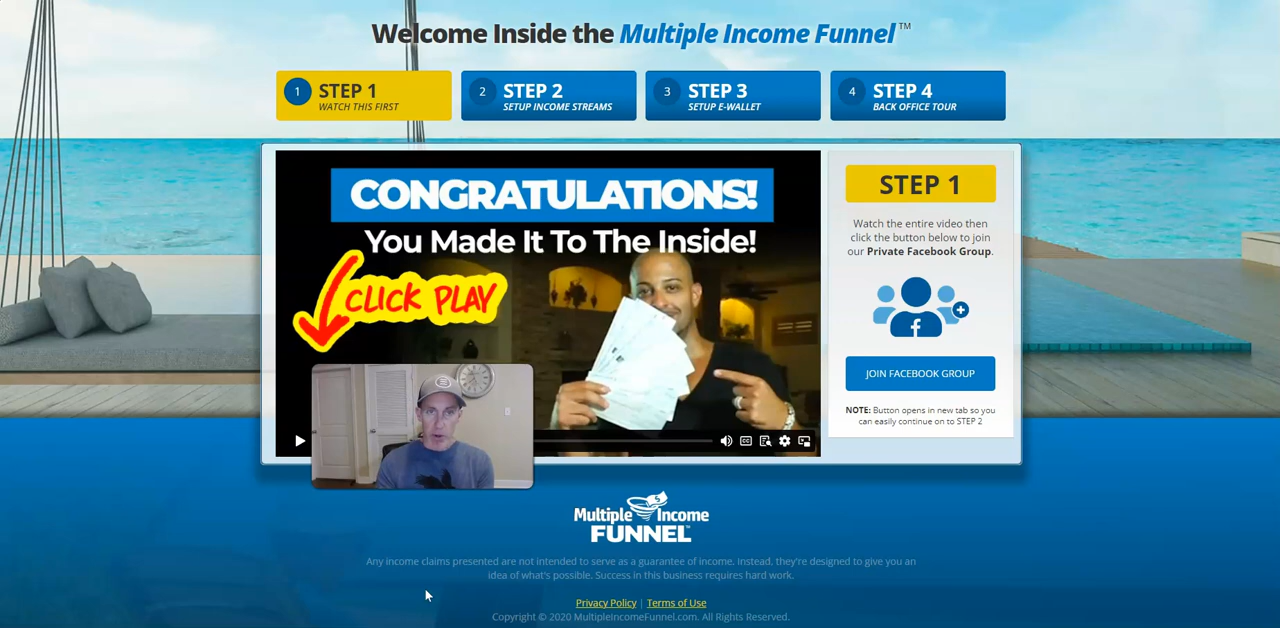 Welcome Inside the Multiple Income Funnel™
1
STEP 1
WATCH THIS FIRST
2
STEP 2
SETUP INCOME STREAMS
3
STEP 3
SETUP E-WALLET
4
STEP 4
BACK OFFICE TOUR
CONGRATULATIONS!
You Made It To The Inside!
CLICK PLAY
CC
STEP 1
Watch the entire video then
click the button below to join
our Private Facebook Group.
JOIN FACEBOOK GROUP
NOTE: Button opens in new tab so you
can easily continue on to STEP 2
Multiple Income
FUNNEL™
Any income claims presented are not intended to serve as a guarantee of income. Instead, they're designed to give you an
idea of what's possible. Success in this business requires hard work.
Privacy Policy | Terms of Use
Copyright © 2020 MultipleIncomeFunnel.com. All Rights Reserved.